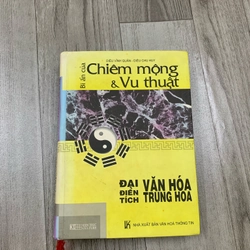 Bí ẩn của
Chiêm mộng
& Vu thuật
ĐẠI
ĐIỂN
TÍCH
VĂN HÓA
TRUNG HOA
NHÀ XUẤT BẢN VĂN HÓA THÔNG TIN